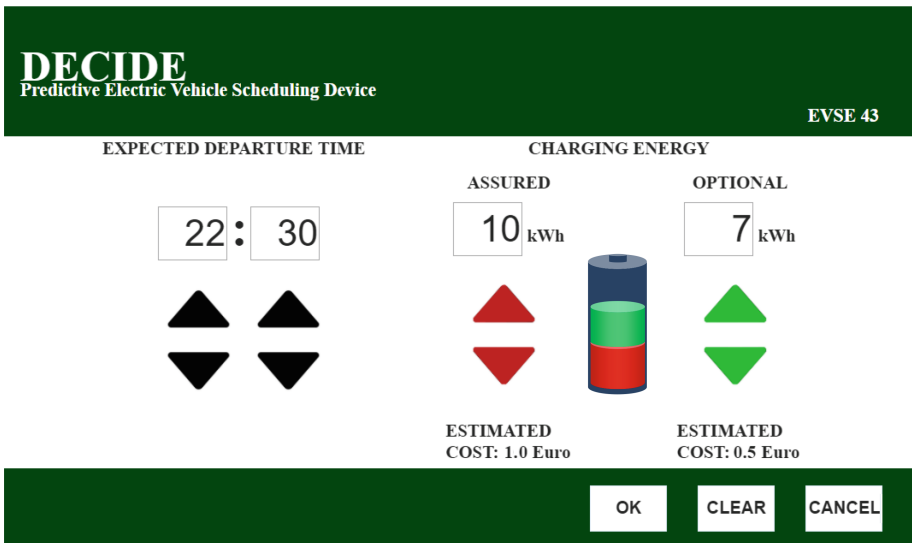 DECIDE
Predictive Electric Vehicle Scheduling Device
EVSE 43
EXPECTED DEPARTURE TIME
22 : 30
CHARGING ENERGY
ASSURED
10 kWh
OPTIONAL
7 kWh
ESTIMATED
COST: 1.0 Euro
ESTIMATED
COST: 0.5 Euro
OK
CLEAR
CANCEL